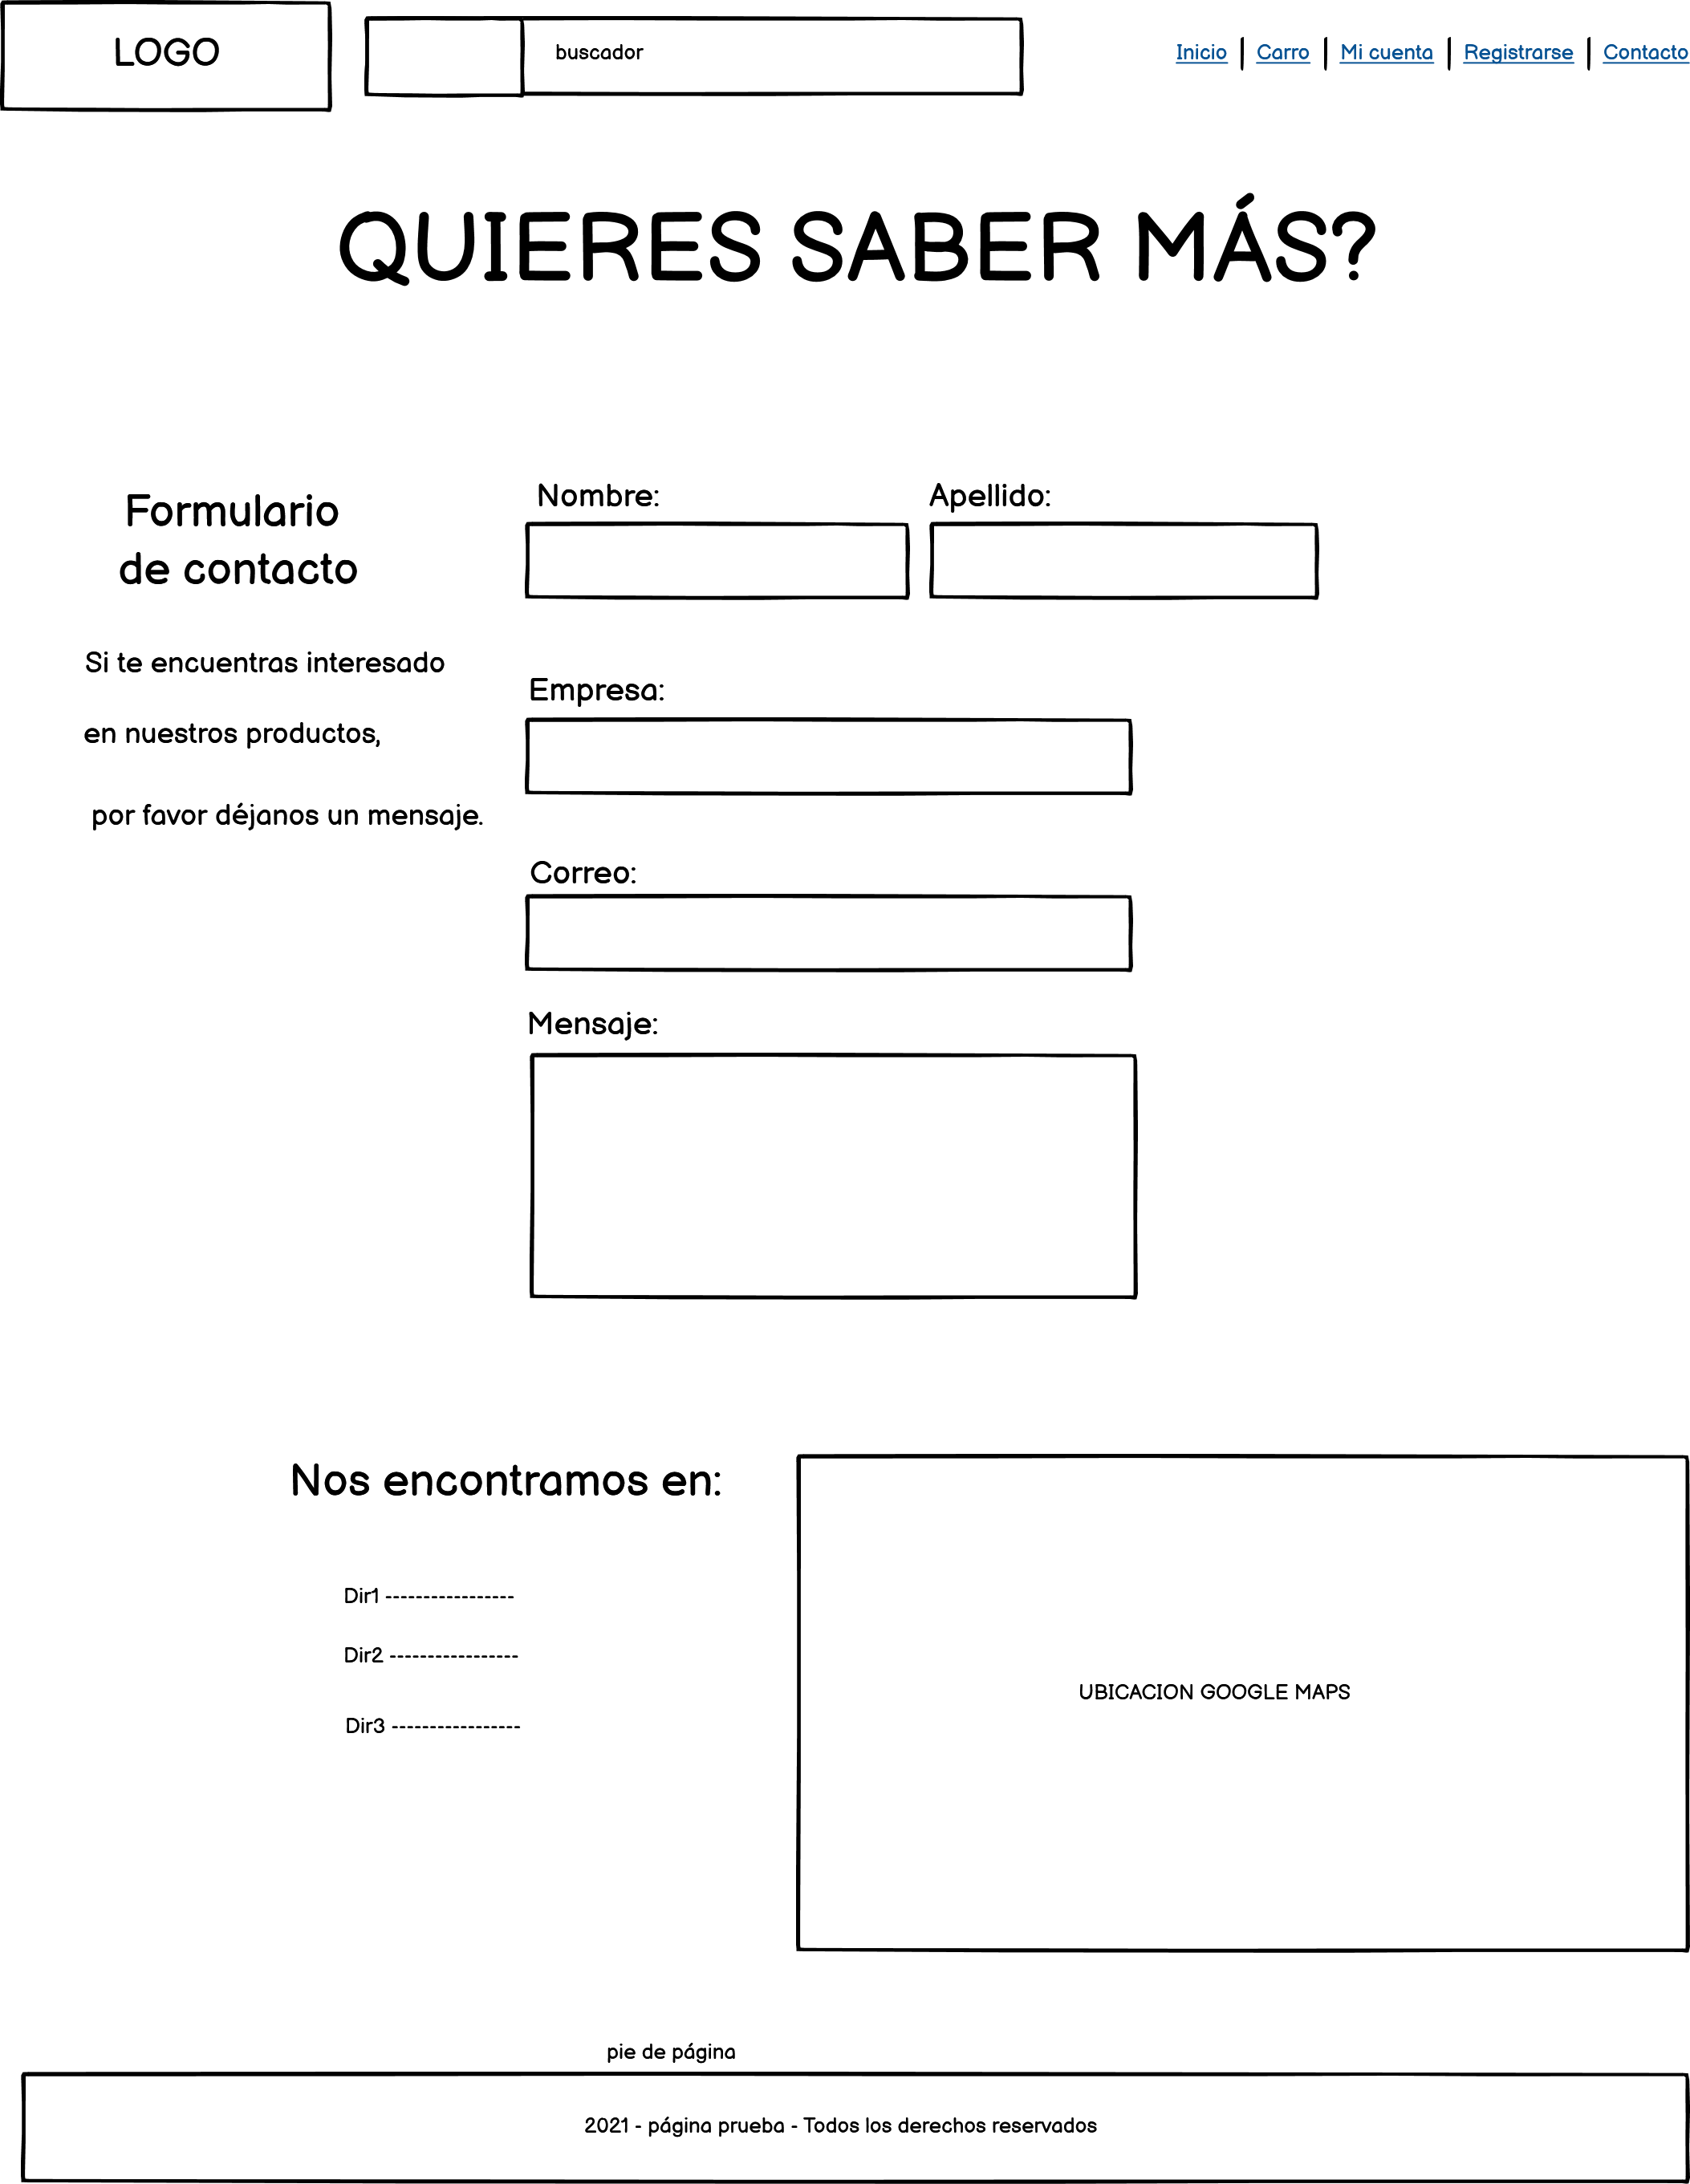 LOGO
buscador
Inicio | Carro | Mi cuenta | Registrarse | Contacto
QUIERES SABER MÁS?
Formulario
de contacto
Si te encuentras interesado
en nuestros productos,
por favor déjanos un mensaje.
Nombre:
Apellido:
Empresa:
Correo:
Mensaje:
Nos encontramos en:
Dir1 -----------------
Dir2 -----------------
Dir3 -----------------
UBICACION GOOGLE MAPS
pie de página
2021 - página prueba - Todos los derechos reservados